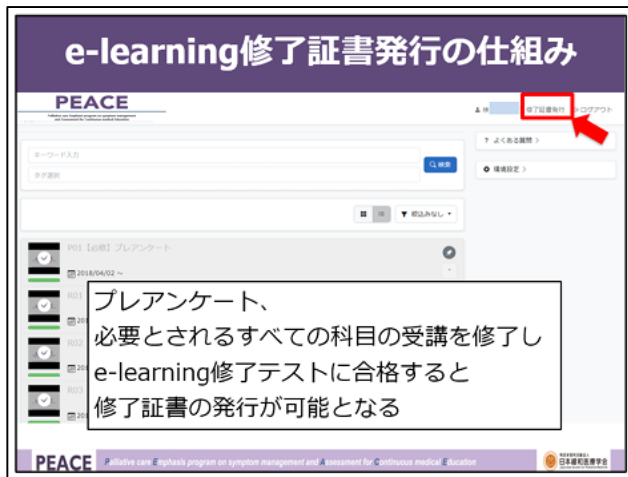 e-learning修了証書発行の仕組み
PEACE
修了証書発行
ログアウト
? よくある質問 >
キーワード入力
検索
環境設定 >
タグ選択
絞込みなし
P01【必修】プレアンケート
2018/04/02 ~
R01
201
R02
201
R03
201
プレアンケート、
必要とされるすべての科目の受講を修了し
e-learning修了テストに合格すると
修了証書の発行が可能となる
PEACE Palliative care Emphasis program on symptom management and Assessment for Continuous medical Education
日本緩和医療学会